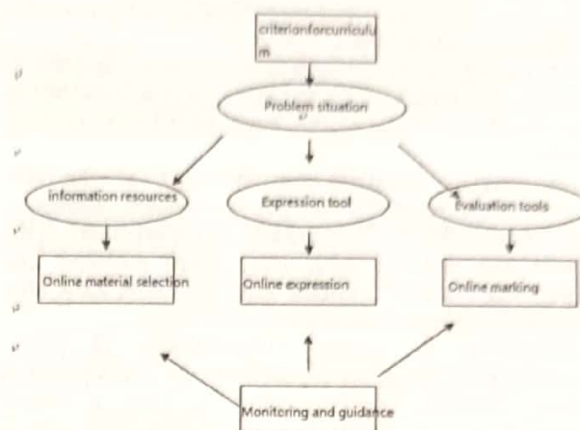 criterionforcurriculu
m
Problem situation
information resources
Expression tool
Evaluation tools
Online material selection
Online expression
Online marking
Monitoring and guidance